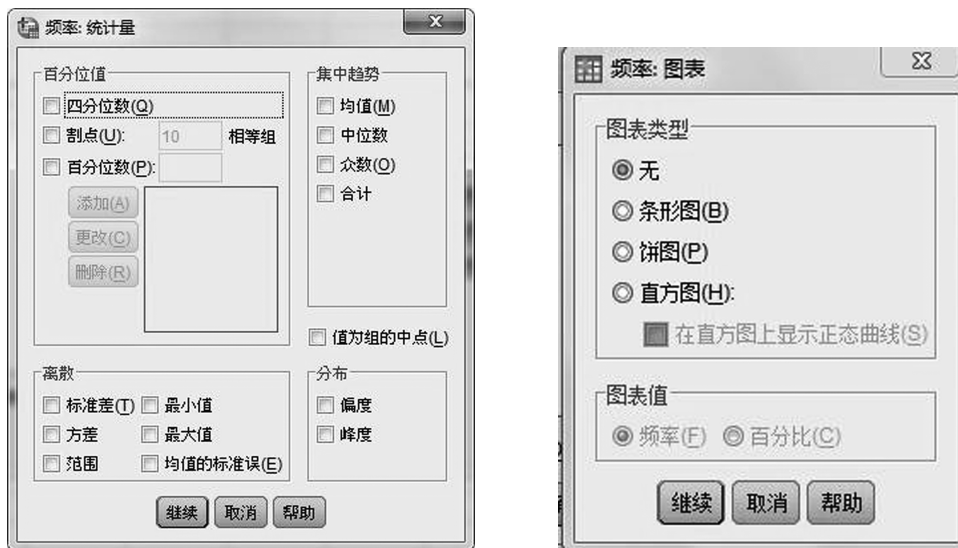 频率: 统计量
百分位值
四分位数(Q)
割点(U): 10 相等组
百分位数(P):
添加(A)
更改(C)
删除(R)
集中趋势
均值(M)
中位数
众数(O)
合计
值为组的中点(L)
离散
标准差(T) 最小值
方差 最大值
范围 均值的标准误(E)
分布
偏度
峰度
继续 取消 帮助
频率: 图表
图表类型
无
条形图(B)
饼图(P)
直方图(H):
在直方图上显示正态曲线(S)
图表值
频率(F) 百分比(C)
继续 取消 帮助